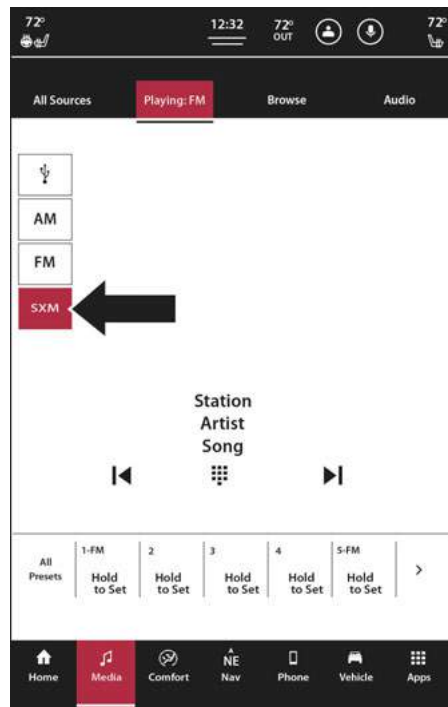 72°
12:32
72°
OUT
72°
All Sources
Playing: FM
Browse
Audio
AM
FM
SXM
Station
Artist
Song
All
Presets
1-FM
Hold
to Set
2
Hold
to Set
3
Hold
to Set
4
Hold
to Set
5-FM
Hold
to Set
>
Home
Media
Comfort
NE
Nav
Phone
Vehicle
Apps